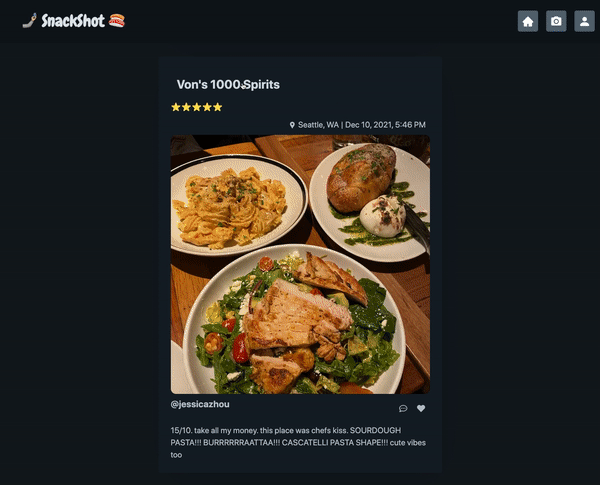 SnackShot
Von's 1000 Spirits
Seattle, WA | Dec 10, 2021, 5:46 PM
@jessicazhou
15/10. take all my money. this place was chefs kiss. SOURDOUGH
PASTA!!! BURRRRRAATTAA!!! CASCATELLI PASTA SHAPE!!! cute vibes
too